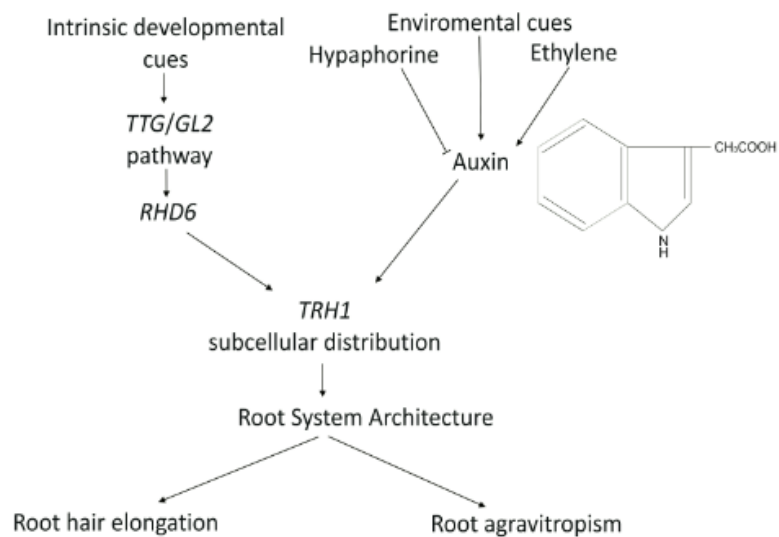 Intrinsic developmental
cues
Enviromental cues
Hypaphorine
Ethylene
TTG/GL2
pathway
Auxin
CH₂COOH
N
H
RHD6
TRH1
subcellular distribution
Root System Architecture
Root hair elongation
Root agravitropism